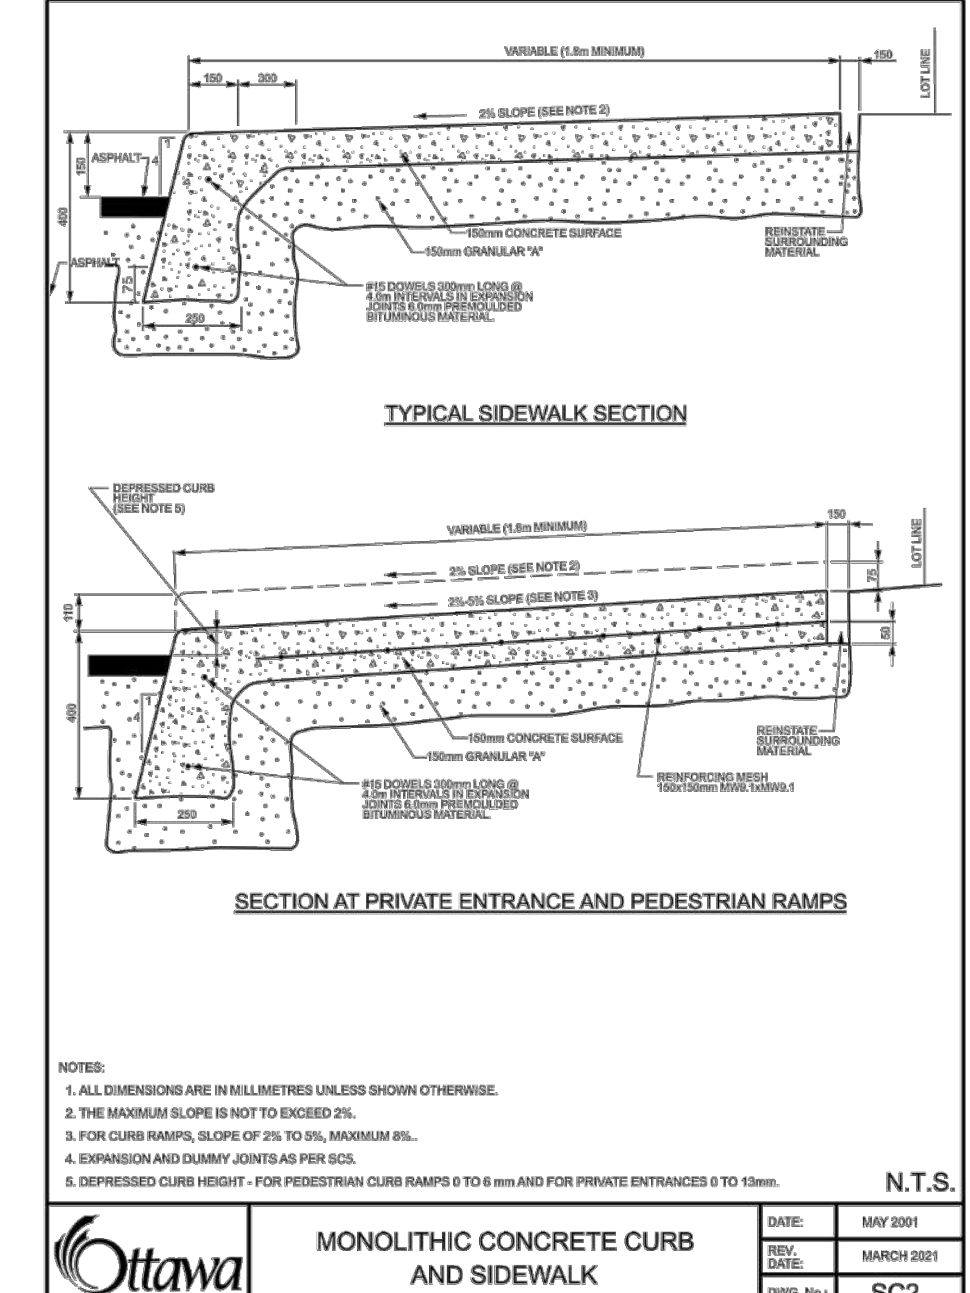 VARIABLE (1.8m MINIMUM)
150
LOT LINE
150
300
2% SLOPE (SEE NOTE 2)
1
4
ASPHALT
150
400
ASPHALT
75
250
150mm CONCRETE SURFACE
150mm GRANULAR "A"
REINSTATE
SURROUNDING
MATERIAL
#15 DOWELS 300mm LONG @
4.0m INTERVALS IN EXPANSION
JOINTS 6.0mm PREMOULDED
BITUMINOUS MATERIAL.
TYPICAL SIDEWALK SECTION
DEPRESSED CURB
HEIGHT
(SEE NOTE 5)
VARIABLE (1.8m MINIMUM)
150
LOT LINE
2% SLOPE (SEE NOTE 2)
75
2%-5% SLOPE (SEE NOTE 3)
110
50
1
4
400
250
150mm CONCRETE SURFACE
150mm GRANULAR "A"
REINSTATE
SURROUNDING
MATERIAL
#15 DOWELS 300mm LONG @
4.0m INTERVALS IN EXPANSION
JOINTS 6.0mm PREMOULDED
BITUMINOUS MATERIAL.
REINFORCING MESH
150x150mm MW9.1xMW9.1
SECTION AT PRIVATE ENTRANCE AND PEDESTRIAN RAMPS
NOTES:
1. ALL DIMENSIONS ARE IN MILLIMETRES UNLESS SHOWN OTHERWISE.
2. THE MAXIMUM SLOPE IS NOT TO EXCEED 2%.
3. FOR CURB RAMPS, SLOPE OF 2% TO 5%, MAXIMUM 8%..
4. EXPANSION AND DUMMY JOINTS AS PER SC5.
5. DEPRESSED CURB HEIGHT - FOR PEDESTRIAN CURB RAMPS 0 TO 6 mm AND FOR PRIVATE ENTRANCES 0 TO 13mm.
N.T.S.
Ottawa
MONOLITHIC CONCRETE CURB
AND SIDEWALK
DATE: MAY 2001
REV.
DATE: MARCH 2021
DWG. No.: SC2